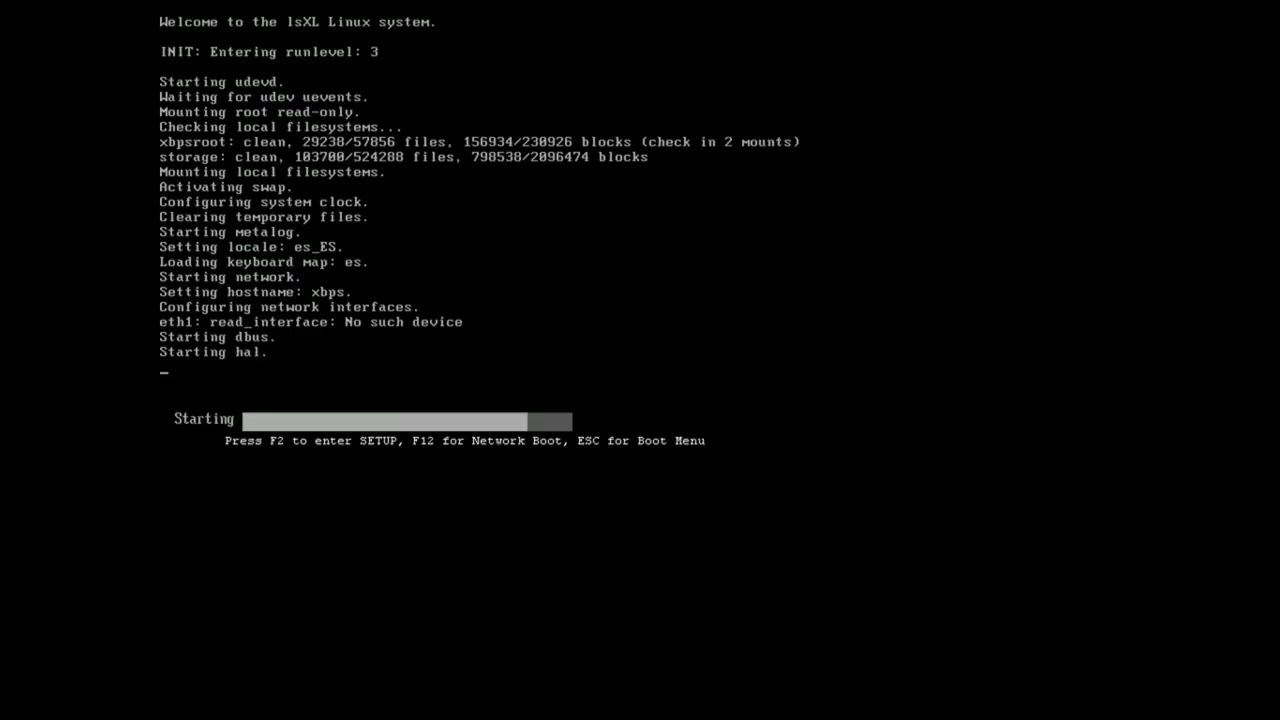 Welcome to the lsXL Linux system.
INIT: Entering runlevel: 3
Starting udevd.
Waiting for udev uevents.
Mounting root read-only.
Checking local filesystems...
xbpsroot: clean, 29238/57856 files, 156934/230926 blocks (check in 2 mounts)
storage: clean, 103700/524288 files, 798538/2096474 blocks
Mounting local filesystems.
Activating swap.
Configuring system clock.
Clearing temporary files.
Starting metalog.
Setting locale: es_ES.
Loading keyboard map: es.
Starting network.
Setting hostname: xbps.
Configuring network interfaces.
eth1: read_interface: No such device
Starting dbus.
Starting hal.
_
Starting
Press F2 to enter SETUP, F12 for Network Boot, ESC for Boot Menu